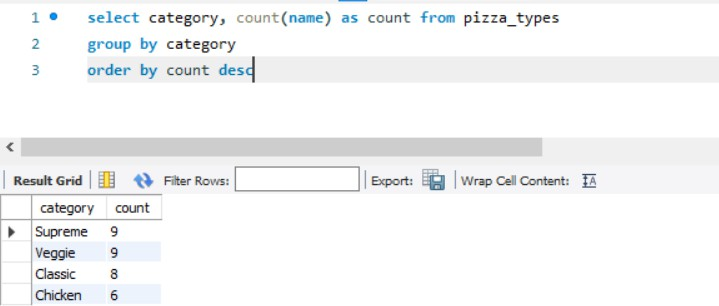 1 select category, count(name) as count from pizza_types
2 group by category
3 order by count desc
Result Grid Filter Rows: Export: Wrap Cell Content: IA
category count
Supreme 9
Veggie 9
Classic 8
Chicken 6